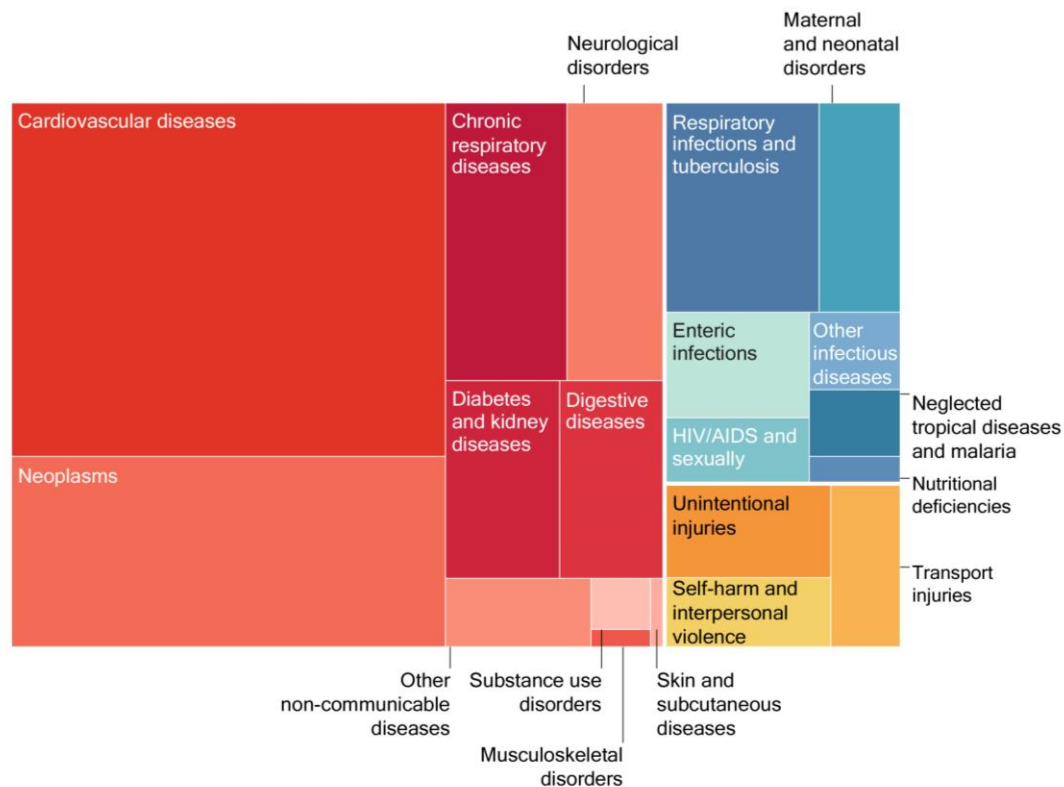 Neurological
disorders
Maternal
and neonatal
disorders
Cardiovascular diseases
Chronic
respiratory
diseases
Respiratory
infections and
tuberculosis
Enteric
infections
Other
infectious
diseases
Diabetes
and kidney
diseases
Digestive
diseases
Neglected
tropical diseases
and malaria
HIV/AIDS and
sexually
Neoplasms
Nutritional
deficiencies
Unintentional
injuries
Transport
injuries
Self-harm and
interpersonal
violence
Other
non-communicable
diseases
Substance use
disorders
Skin and
subcutaneous
diseases
Musculoskeletal
disorders